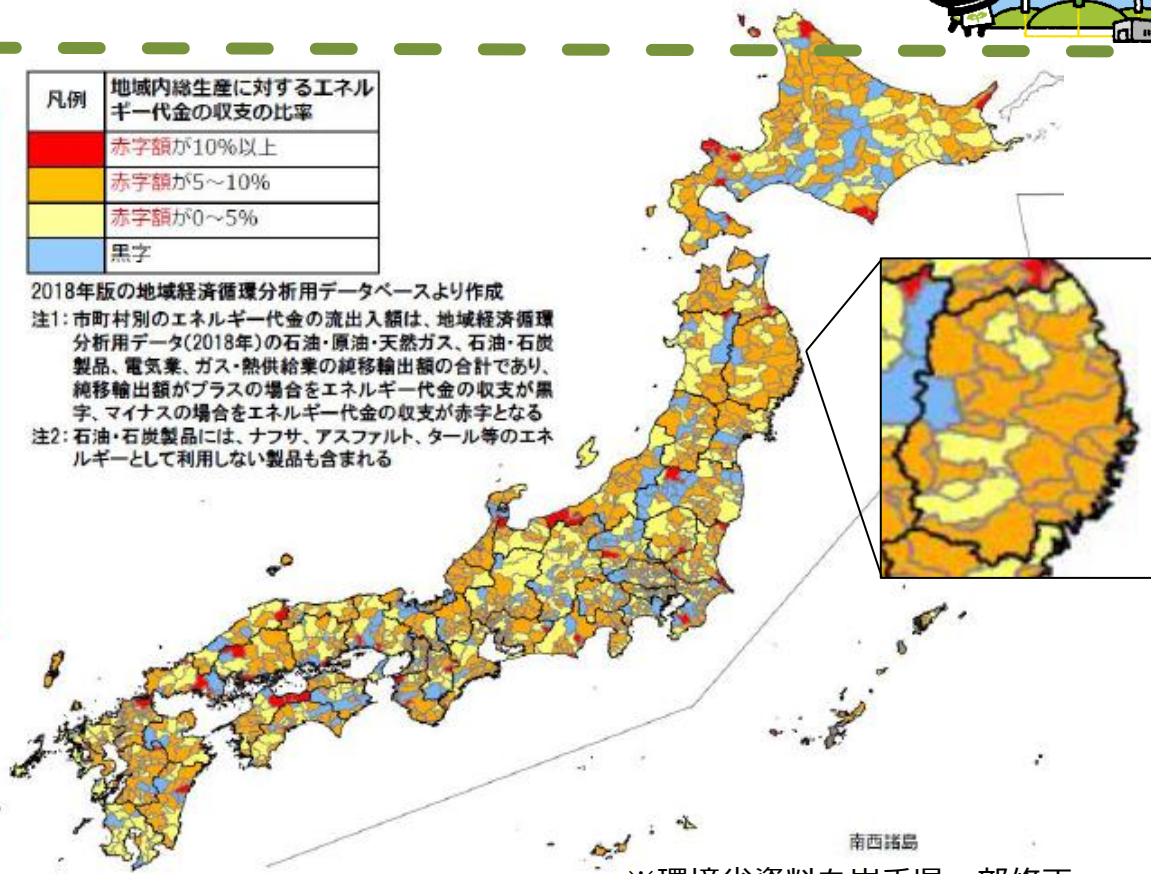 凡例
地域内総生産に対するエネル
ギー代金の収支の比率
赤字額が10%以上
赤字額が5～10%
赤字額が0～5%
黒字
2018年版の地域経済循環分析用データベースより作成
注1：市町村別のエネルギー代金の流出入額は、地域経済循環
分析用データ(2018年)の石油・原油・天然ガス、石油・石炭
製品、電気業、ガス・熱供給業の純移輸出額の合計であり、
純移輸出額がプラスの場合をエネルギー代金の収支が黒
字、マイナスの場合をエネルギー代金の収支が赤字となる
注2：石油・石炭製品には、ナフサ、アスファルト、タール等のエネ
ルギーとして利用しない製品も含まれる
南西諸島